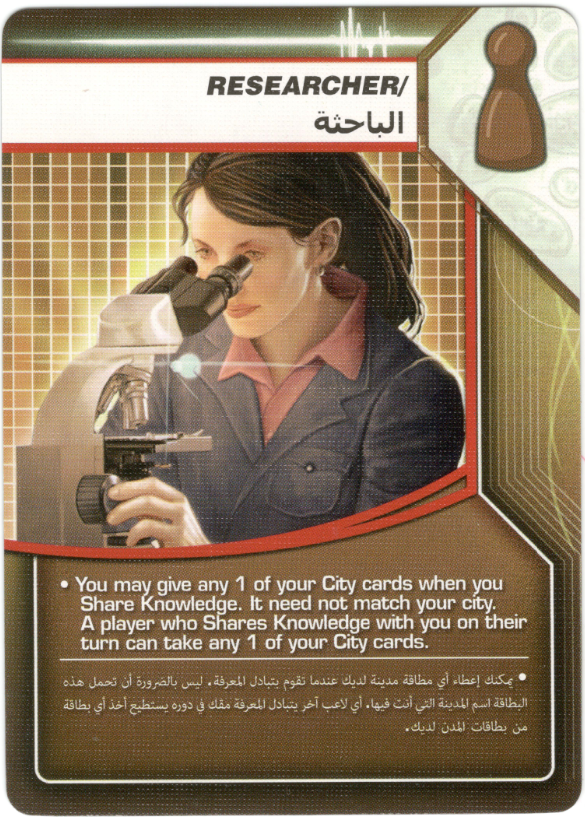 RESEARCHER/
الباحثة
• You may give any 1 of your City cards when you
Share Knowledge. It need not match your city.
A player who Shares Knowledge with you on their
turn can take any 1 of your City cards.
• يمكنك إعطاء أي مطاقة مدينة لديك عندما تقوم بتبادل المعرفة. ليس بالضرورة أن تحمل هذه
البطاقة اسم المدينة التي أنت فيها. أي لاعب آخر يتبادل المعرفة مقك في دوره يستطيع أخذ أي بطاقة
من بطاقات المدن لديك.